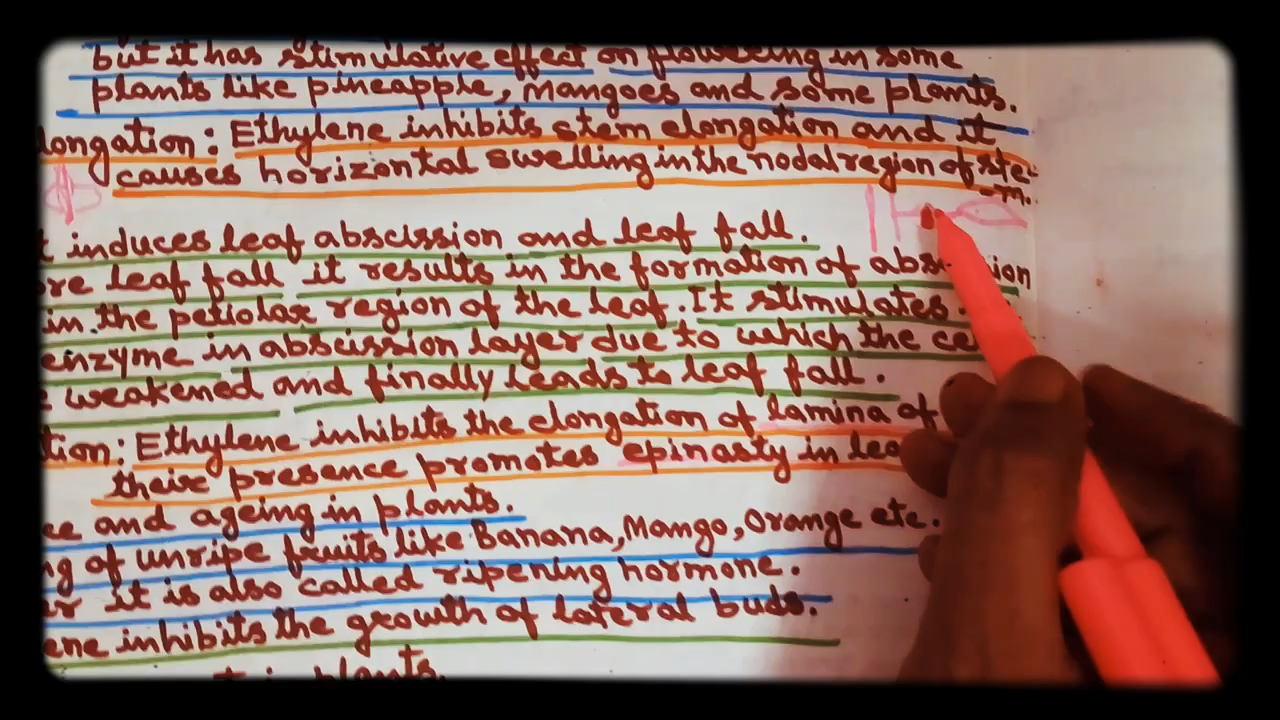 but it has stimulative effect on flowering in some
plants like pineapple, Mangoes and some plants.
longation: Ethylene inhibits stem elongation and it
causes horizontal swelling in the nodal region of ste-
-m.
t induces leaf abscission and leaf fall.
re leaf fall it results in the formation of absion
in the petiolar region of the leaf. It stimulates
enzyme in abscission layer due to which the ce
weakened and finally leads to leaf fall.
tion: Ethylene inhibits the elongation of lamina of
their presence promotes epinasty in lea
ce and ageing in plants.
ng of unripe fruits like Banana, Mango, Orange etc.
r it is also called ripening hormone.
ene inhibits the growth of lateral buds.
t in plants.